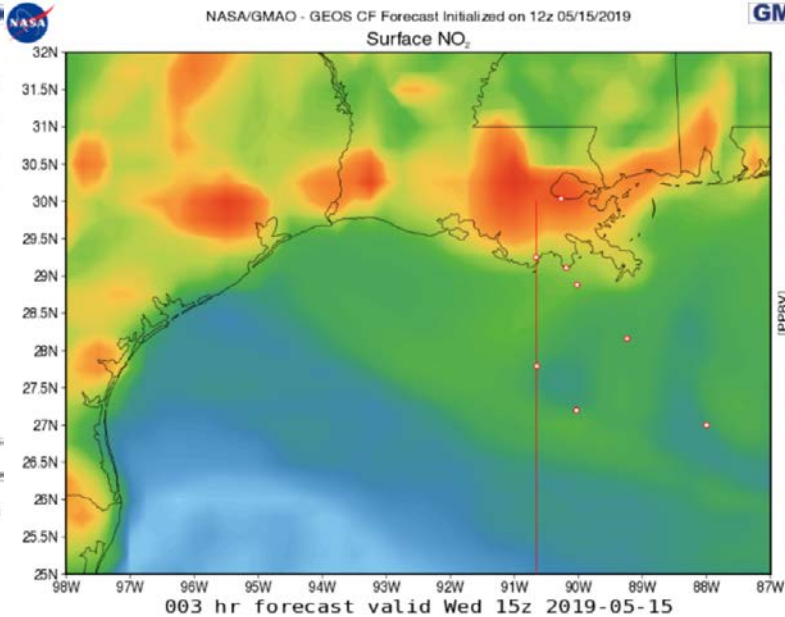 NASA
NASA/GMAO - GEOS CF Forecast Initialized on 12z 05/15/2019
GM
Surface NO₂
32N
31.5N
31N
30.5N
30N
29.5N
29N
28.5N
28N
27.5N
27N
26.5N
26N
25.5N
25N
[PPBV]
98W 97W 96W 95W 94W 93W 92W 91W 90W 89W 88W 87W
003 hr forecast valid Wed 15z 2019-05-15